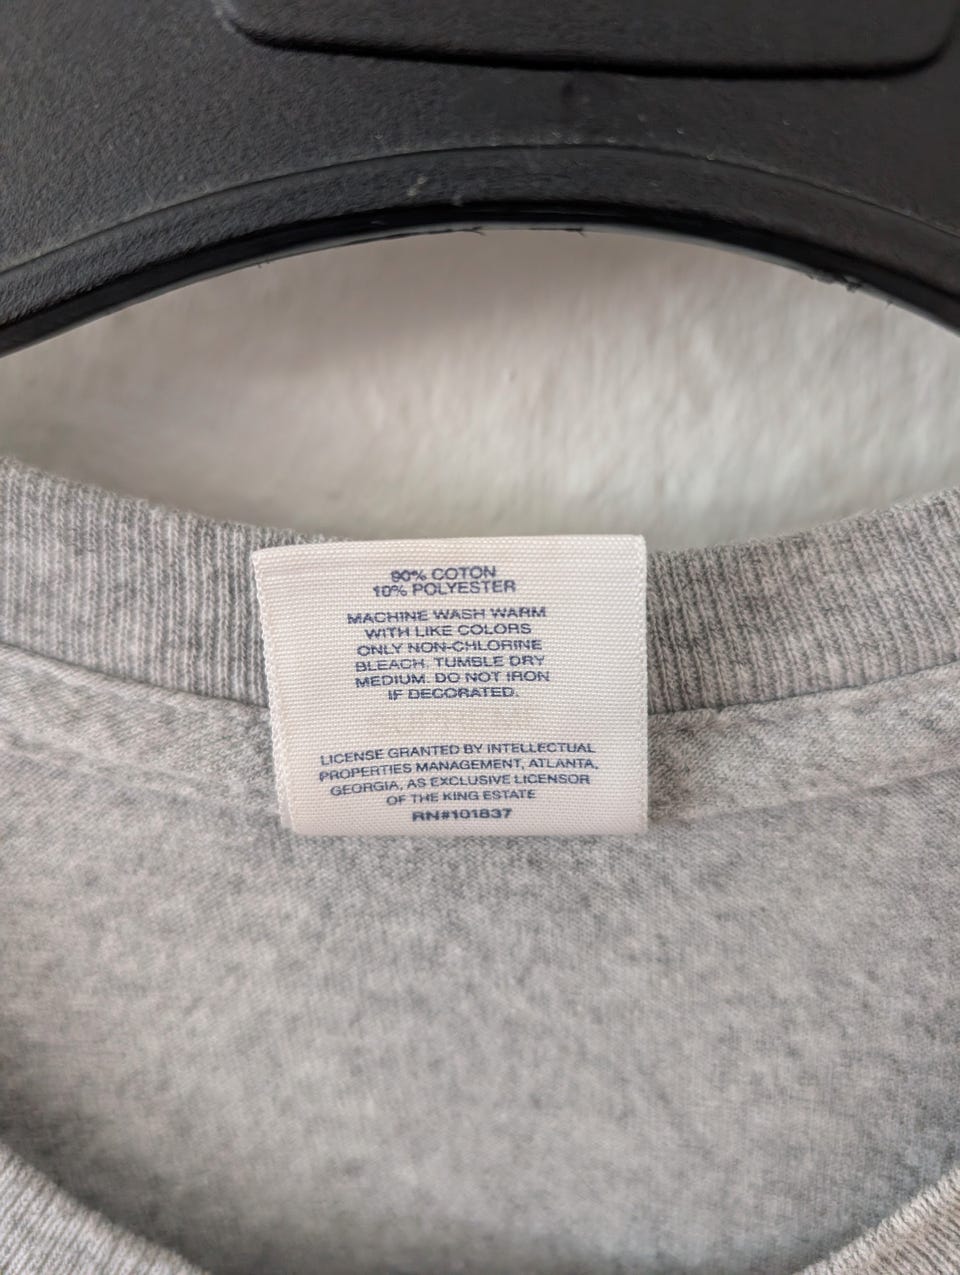 90% COTON
10% POLYESTER
MACHINE WASH WARM
WITH LIKE COLORS
ONLY NON-CHLORINE
BLEACH. TUMBLE DRY
MEDIUM. DO NOT IRON
IF DECORATED.
LICENSE GRANTED BY INTELLECTUAL
PROPERTIES MANAGEMENT, ATLANTA,
GEORGIA, AS EXCLUSIVE LICENSOR
OF THE KING ESTATE
RN#101837